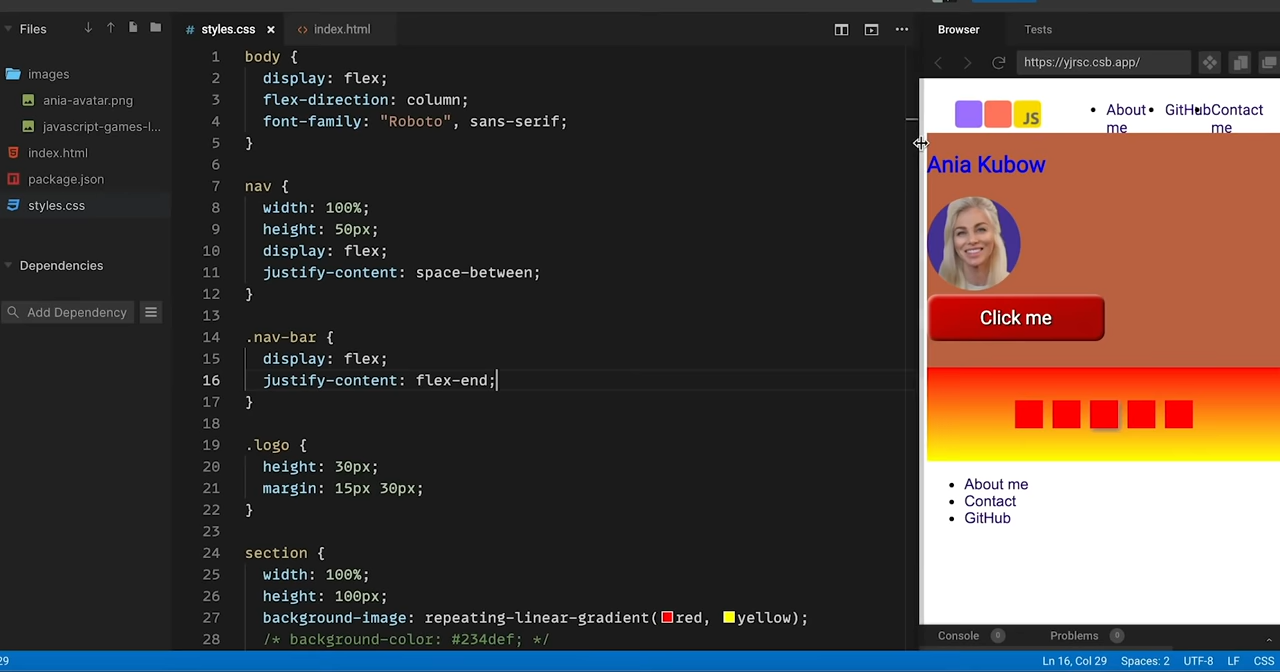 Files
images
ania-avatar.png
javascript-games-l...
index.html
package.json
styles.css
Dependencies
Add Dependency
# styles.css ×
<> index.html
1 body {
2 display: flex;
3 flex-direction: column;
4 font-family: "Roboto", sans-serif;
5 }
6
7 nav {
8 width: 100%;
9 height: 50px;
10 display: flex;
11 justify-content: space-between;
12 }
13
14 .nav-bar {
15 display: flex;
16 justify-content: flex-end;
17 }
18
19 .logo {
20 height: 30px;
21 margin: 15px 30px;
22 }
23
24 section {
25 width: 100%;
26 height: 100px;
27 background-image: repeating-linear-gradient(red, yellow);
28 /* background-color: #234def; */
Browser Tests
https://yjrsc.csb.app/
JS
• About me
• GitHub
• Contact me
Ania Kubow
Click me
• About me
• Contact
• GitHub
Console 0 Problems 0
29
Ln 16, Col 29 Spaces: 2 UTF-8 LF CSS